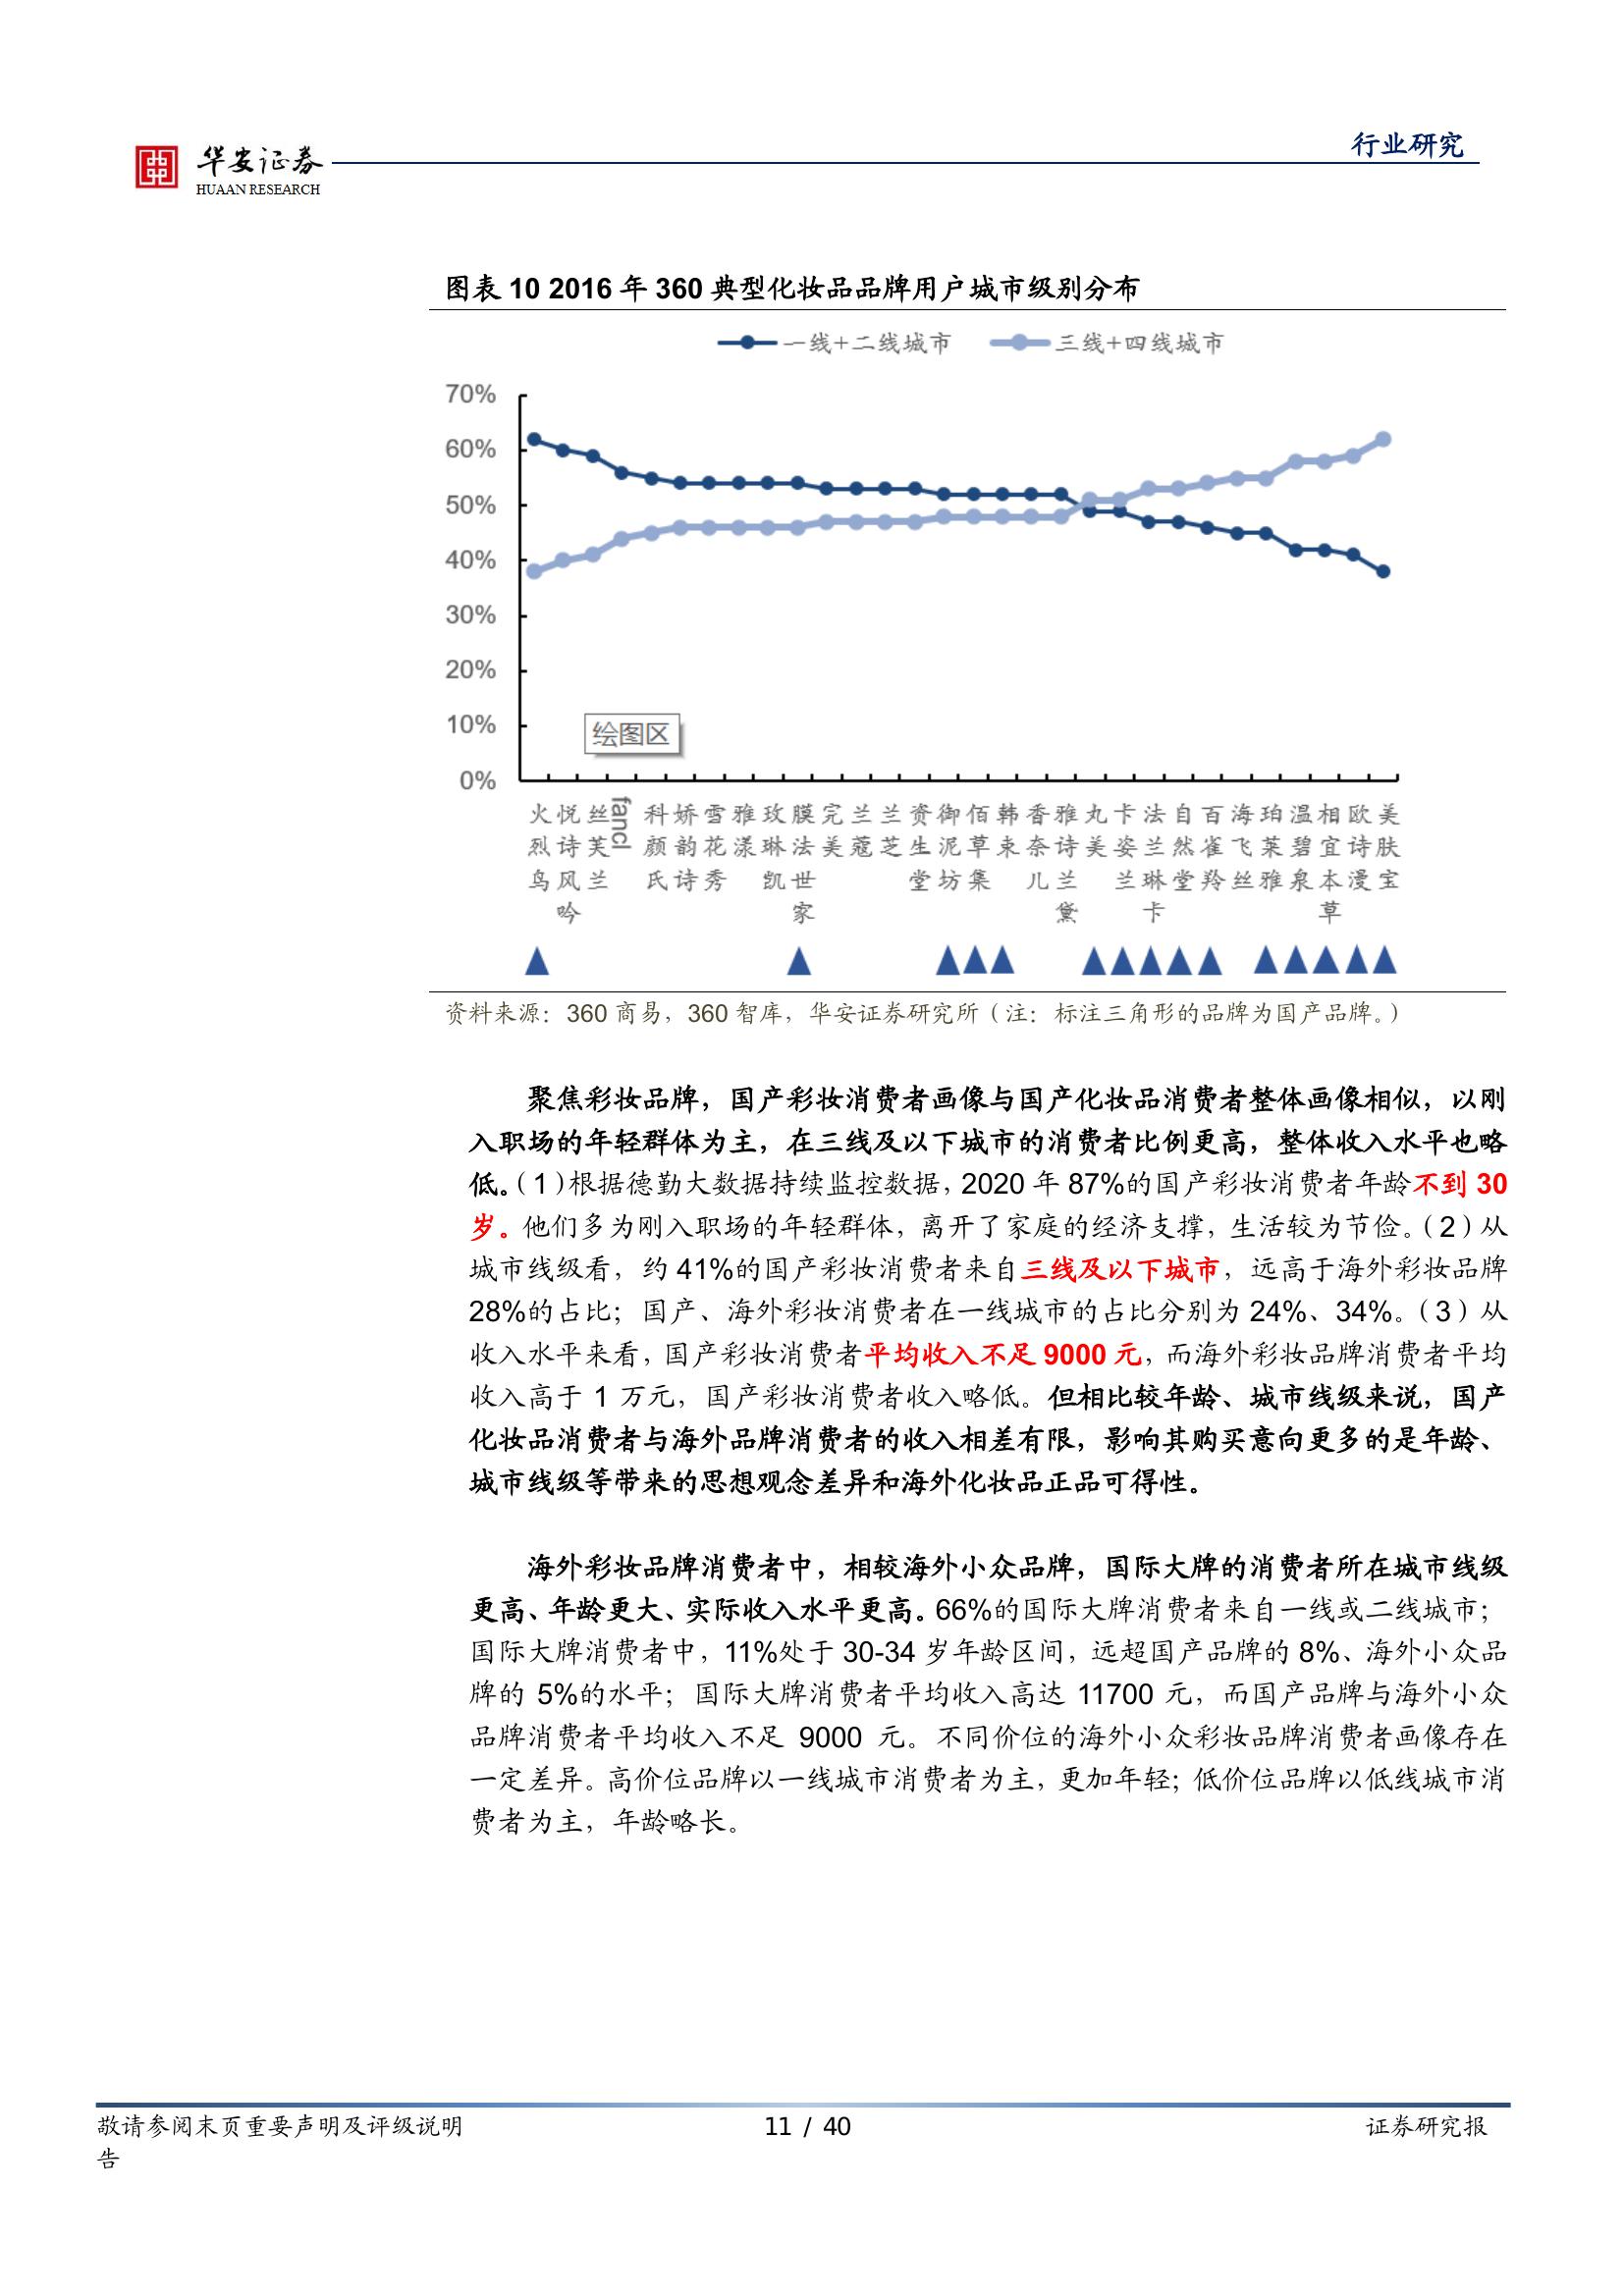 华安证券
HUAAN RESEARCH
行业研究
图表 10 2016 年 360 典型化妆品品牌用户城市级别分布
一线+二线城市 三线+四线城市
70%
60%
50%
40%
30%
20%
10%
0%
绘图区
火烈鸟 悦诗风吟 丝芙兰 fancl 科颜氏 娇韵诗 雪花秀 雅漾 玫琳凯 膜法世家 完美 兰蔻 兰芝 资生堂 御泥坊 佰草集 韩束 香奈儿 雅诗兰黛 丸美 卡姿兰 法兰琳卡 自然堂 百雀羚 海飞丝 珀莱雅 温碧泉 相宜本草 欧诗漫 美肤宝
资料来源：360 商易，360 智库，华安证券研究所（注：标注三角形的品牌为国产品牌。）
聚焦彩妆品牌，国产彩妆消费者画像与国产化妆品消费者整体画像相似，以刚
入职场的年轻群体为主，在三线及以下城市的消费者比例更高，整体收入水平也略
低。（1）根据德勤大数据持续监控数据，2020 年 87%的国产彩妆消费者年龄不到 30
岁。他们多为刚入职场的年轻群体，离开了家庭的经济支撑，生活较为节俭。（2）从
城市线级看，约 41%的国产彩妆消费者来自三线及以下城市，远高于海外彩妆品牌
28%的占比；国产、海外彩妆消费者在一线城市的占比分别为 24%、34%。（3）从
收入水平来看，国产彩妆消费者平均收入不足 9000 元，而海外彩妆品牌消费者平均
收入高于 1 万元，国产彩妆消费者收入略低。但相比较年龄、城市线级来说，国产
化妆品消费者与海外品牌消费者的收入相差有限，影响其购买意向更多的是年龄、
城市线级等带来的思想观念差异和海外化妆品正品可得性。
海外彩妆品牌消费者中，相较海外小众品牌，国际大牌的消费者所在城市线级
更高、年龄更大、实际收入水平更高。66%的国际大牌消费者来自一线或二线城市；
国际大牌消费者中，11%处于 30-34 岁年龄区间，远超国产品牌的 8%、海外小众品
牌的 5%的水平；国际大牌消费者平均收入高达 11700 元，而国产品牌与海外小众
品牌消费者平均收入不足 9000 元。不同价位的海外小众彩妆品牌消费者画像存在
一定差异。高价位品牌以一线城市消费者为主，更加年轻；低价位品牌以低线城市消
费者为主，年龄略长。
敬请参阅末页重要声明及评级说明 11 / 40 证券研究报
告